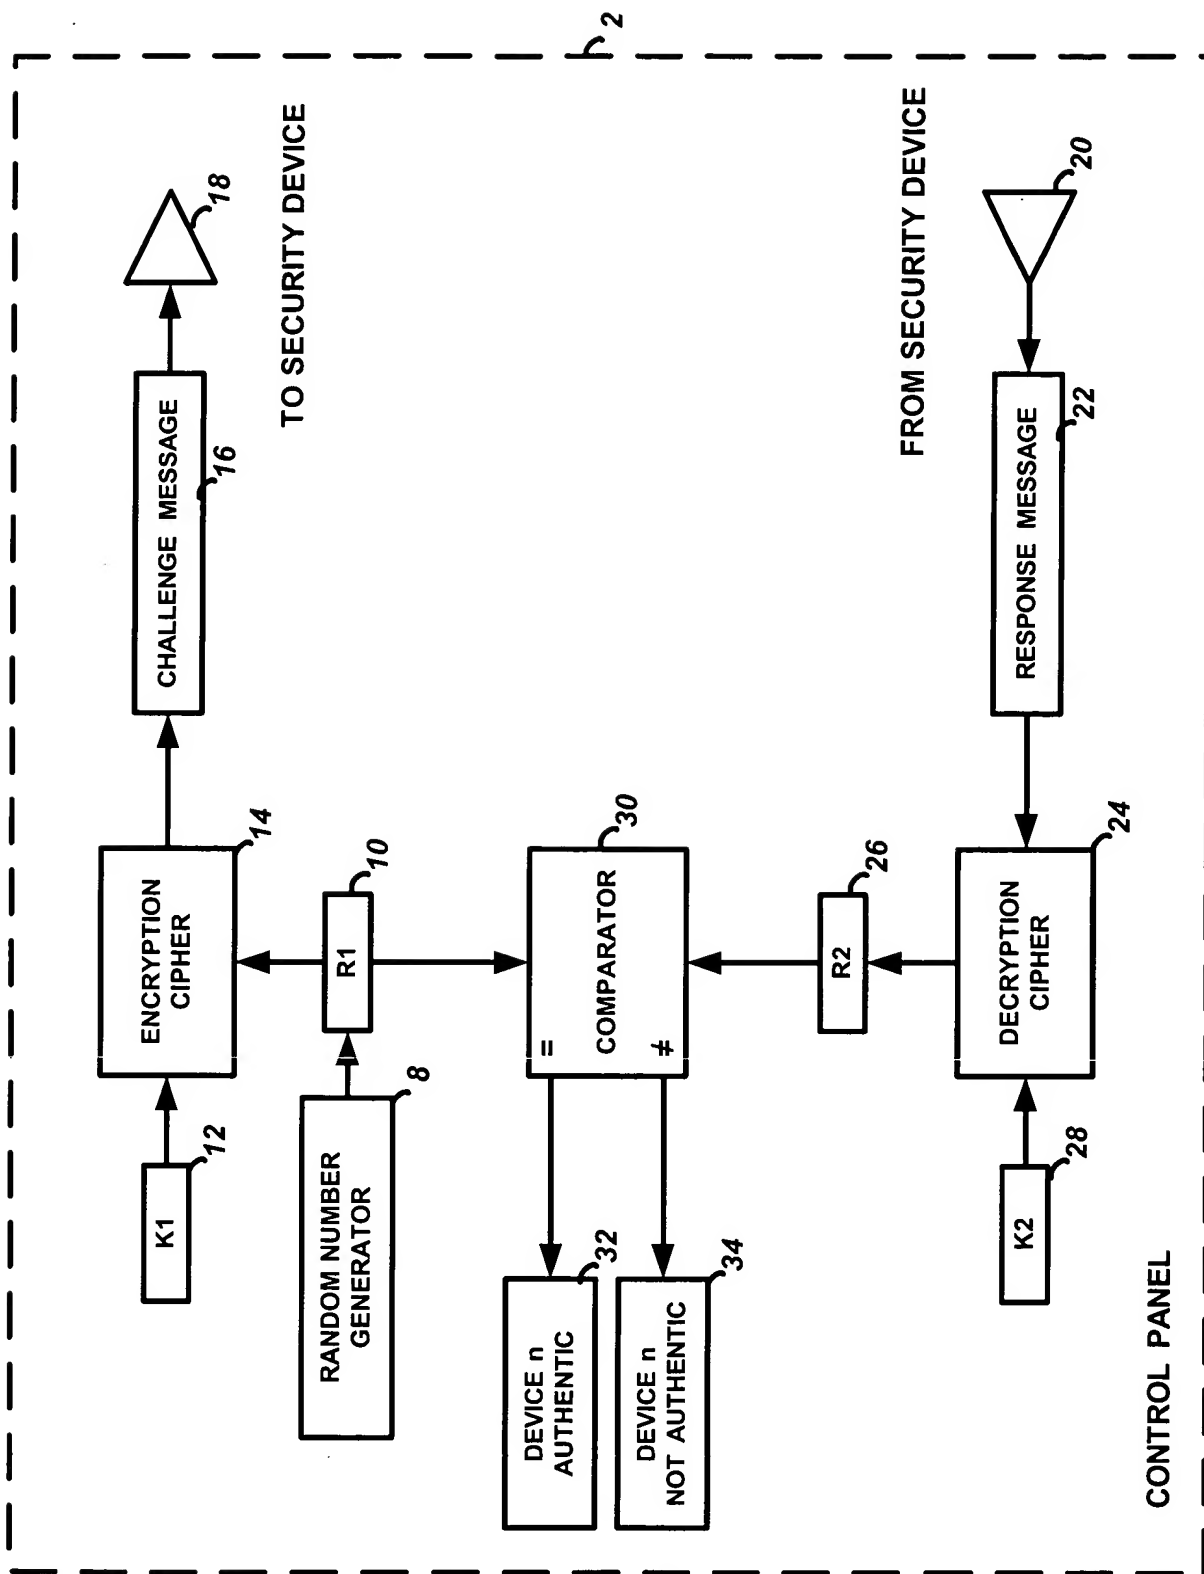 2
K1
12
ENCRYPTION
CIPHER
14
CHALLENGE MESSAGE
16
18
TO SECURITY DEVICE
RANDOM NUMBER
GENERATOR
8
R1
10
DEVICE n
AUTHENTIC
32
DEVICE n
NOT AUTHENTIC
34
=
COMPARATOR
≠
30
R2
26
FROM SECURITY DEVICE
K2
28
DECRYPTION
CIPHER
24
RESPONSE MESSAGE
22
20
CONTROL PANEL